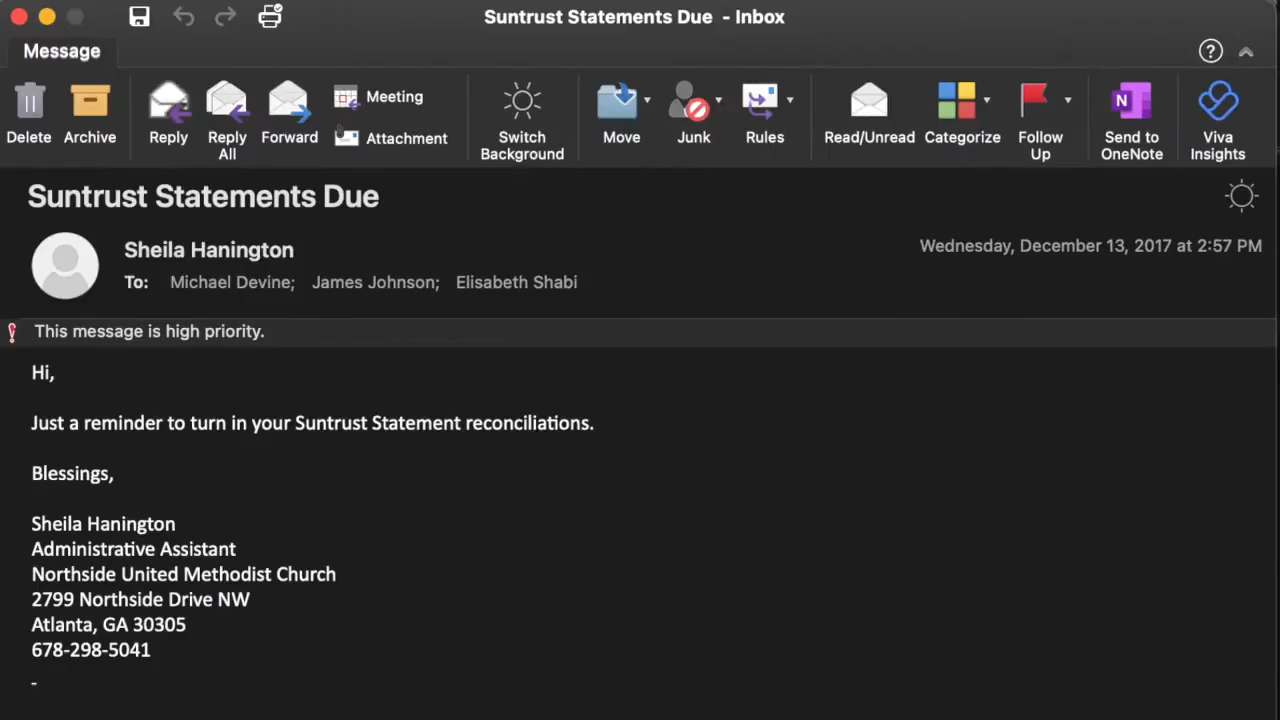 Suntrust Statements Due - Inbox
Message
?
Delete
Archive
Reply
Reply All
Forward
Meeting
Attachment
Switch Background
Move
Junk
Rules
Read/Unread
Categorize
Follow Up
N
Send to OneNote
Viva Insights
Suntrust Statements Due
Sheila Hanington
Wednesday, December 13, 2017 at 2:57 PM
To: Michael Devine; James Johnson; Elisabeth Shabi
This message is high priority.
Hi,
Just a reminder to turn in your Suntrust Statement reconciliations.
Blessings,
Sheila Hanington
Administrative Assistant
Northside United Methodist Church
2799 Northside Drive NW
Atlanta, GA 30305
678-298-5041
-